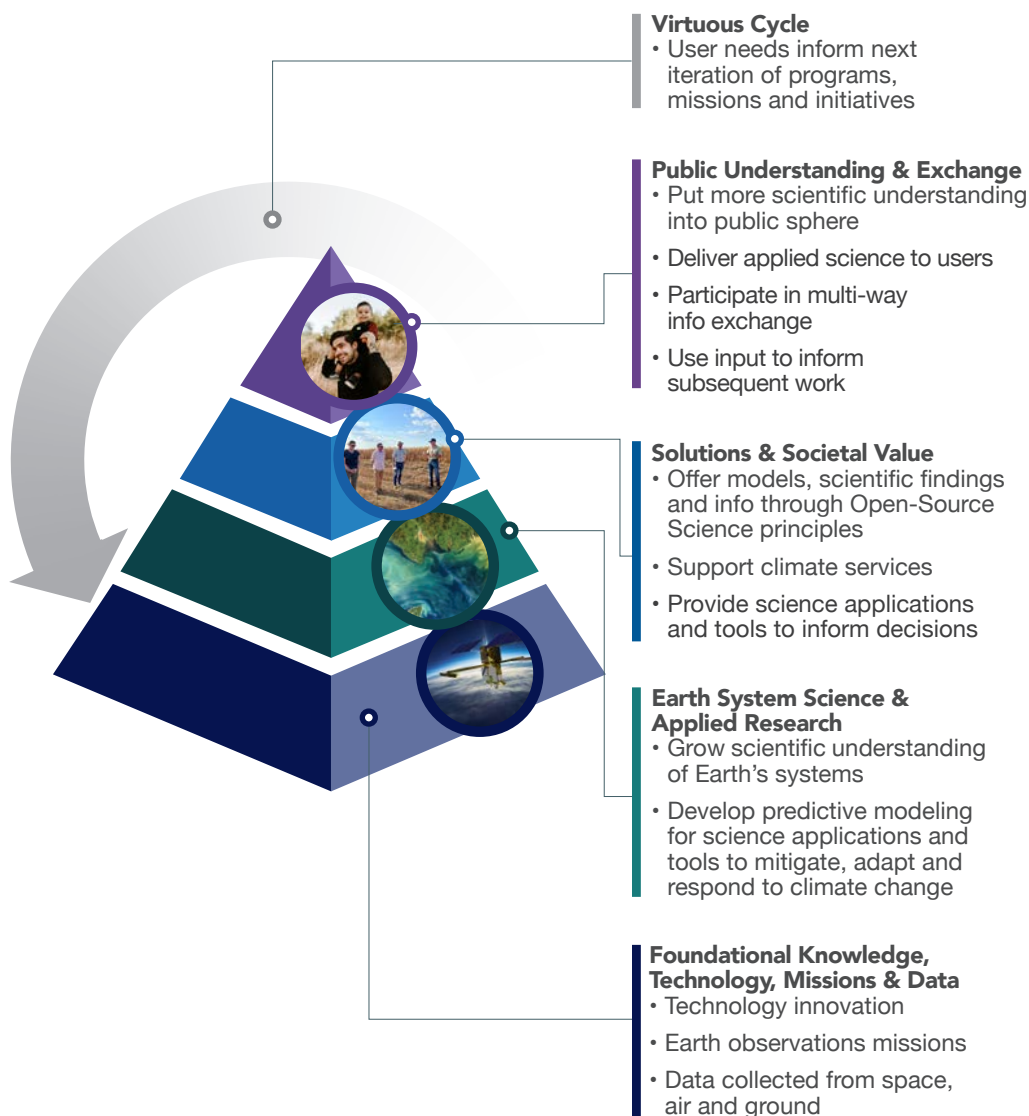 Virtuous Cycle
• User needs inform next
iteration of programs,
missions and initiatives
Public Understanding & Exchange
• Put more scientific understanding
into public sphere
• Deliver applied science to users
• Participate in multi-way
info exchange
• Use input to inform
subsequent work
Solutions & Societal Value
• Offer models, scientific findings
and info through Open-Source
Science principles
• Support climate services
• Provide science applications
and tools to inform decisions
Earth System Science &
Applied Research
• Grow scientific understanding
of Earth’s systems
• Develop predictive modeling
for science applications and
tools to mitigate, adapt and
respond to climate change
Foundational Knowledge,
Technology, Missions & Data
• Technology innovation
• Earth observations missions
• Data collected from space,
air and ground